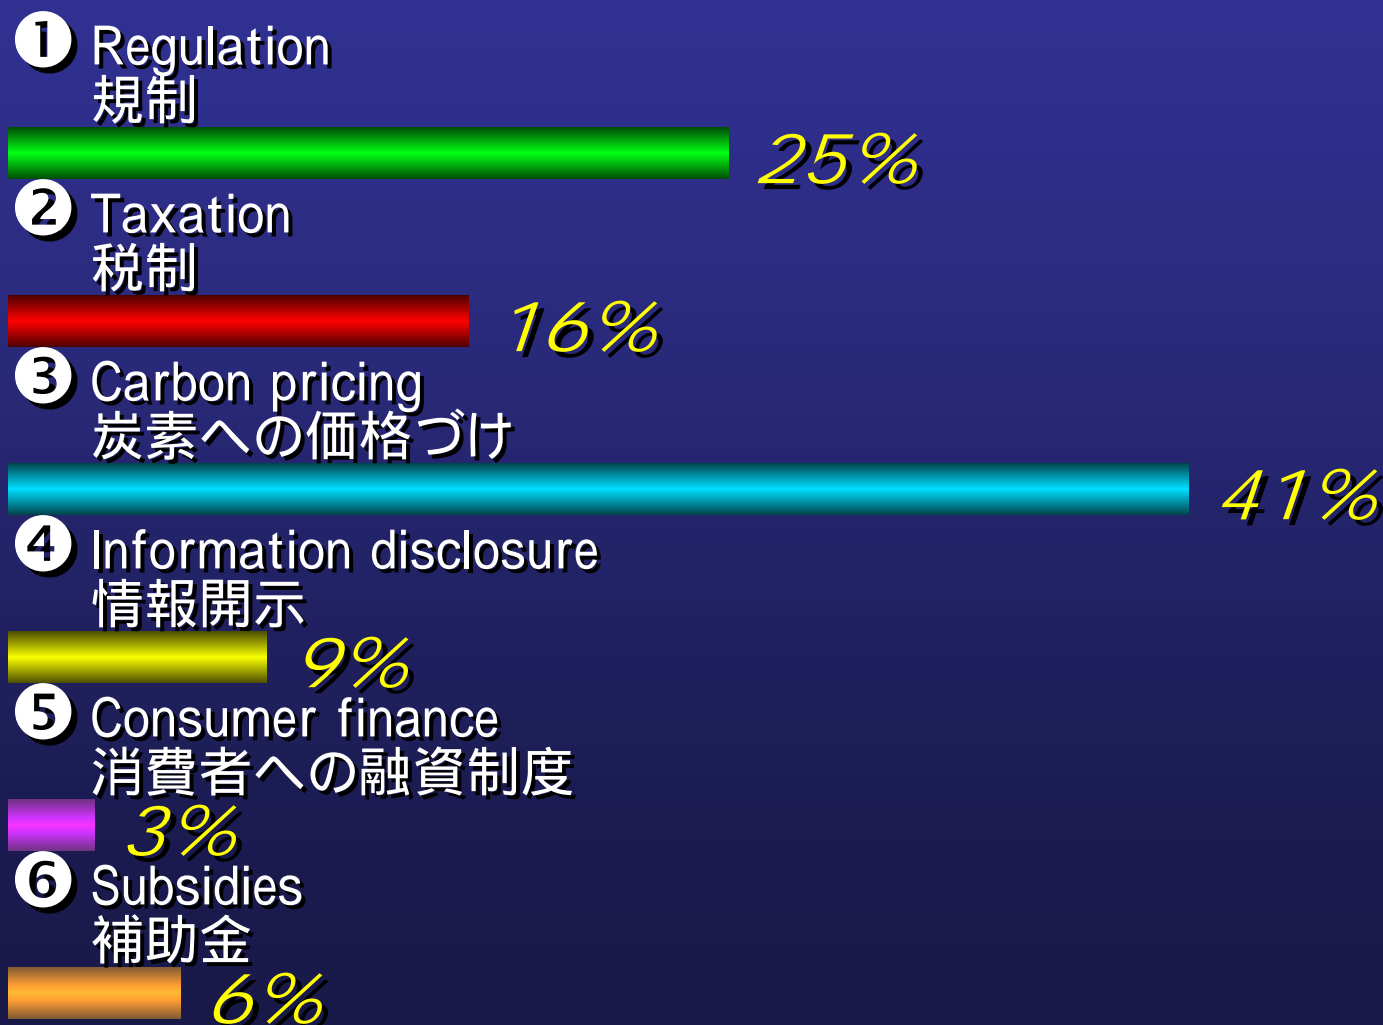 ❶ Regulation
規制
25%
❷ Taxation
税制
16%
❸ Carbon pricing
炭素への価格づけ
41%
❹ Information disclosure
情報開示
9%
❺ Consumer finance
消費者への融資制度
3%
❻ Subsidies
補助金
6%